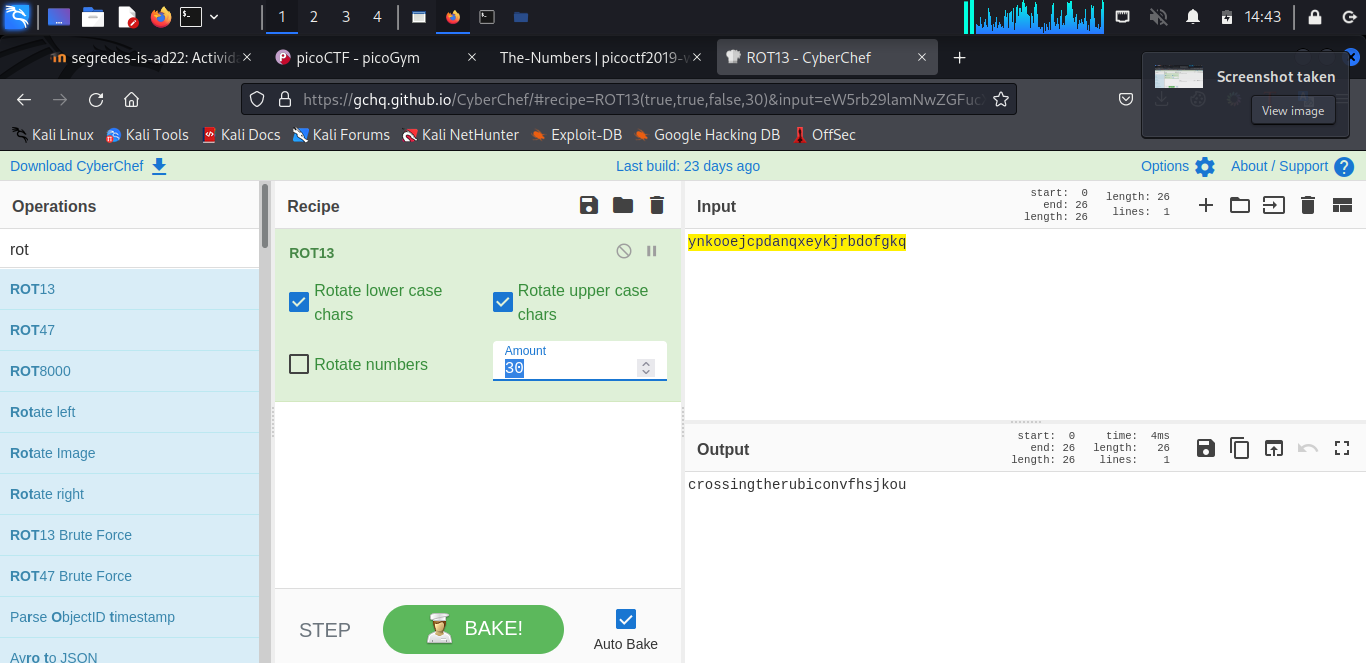 1 2 3 4 14:43
segredes-is-ad22: Activida picoCTF - picoGym The-Numbers | picoctf2019-w ROT13 - CyberChef
Screenshot taken
View image
https://gchq.github.io/CyberChef/#recipe=ROT13(true,true,false,30)&input=eW5rb29lamNwZGFuc
Kali Linux Kali Tools Kali Docs Kali Forums Kali NetHunter Exploit-DB Google Hacking DB OffSec
Download CyberChef Last build: 23 days ago Options About / Support
Operations
rot
ROT13
ROT47
ROT8000
Rotate left
Rotate Image
Rotate right
ROT13 Brute Force
ROT47 Brute Force
Parse ObjectID timestamp
Avro to JSON
Recipe
ROT13
Rotate lower case chars
Rotate upper case chars
Rotate numbers
Amount
30
STEP
BAKE!
Auto Bake
Input
start: 0
end: 26
length: 26
length: 26
lines: 1
ynkooejcpdanqxeykjrbdofgkq
Output
start: 0
end: 26
length: 26
time: 4ms
length: 26
lines: 1
crossingtherubiconvfhsjkou